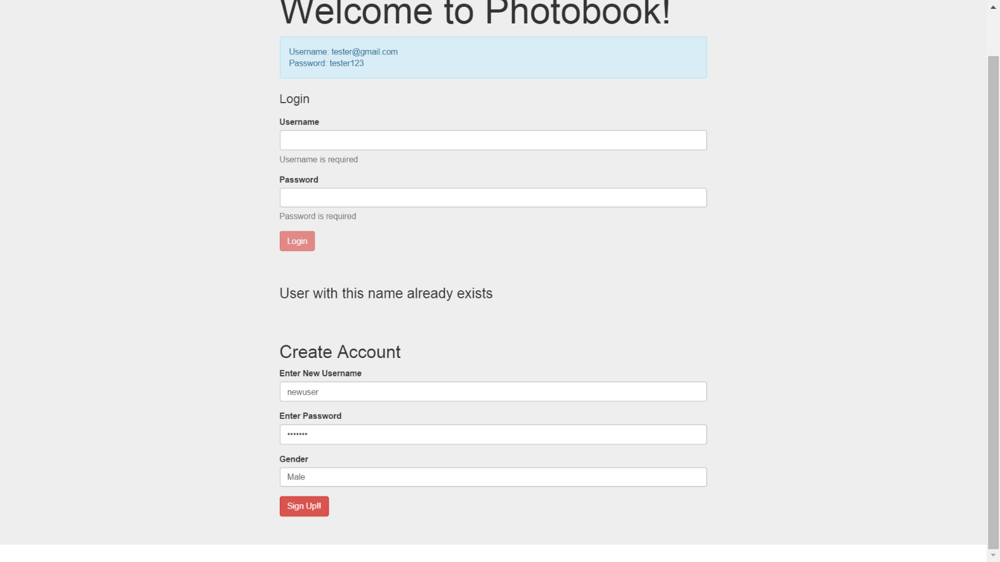 Welcome to Photobook!
Username: tester@gmail.com
Password: tester123
Login
Username
Username is required
Password
Password is required
Login
User with this name already exists
Create Account
Enter New Username
newuser
Enter Password
•••••••
Gender
Male
Sign Up!!